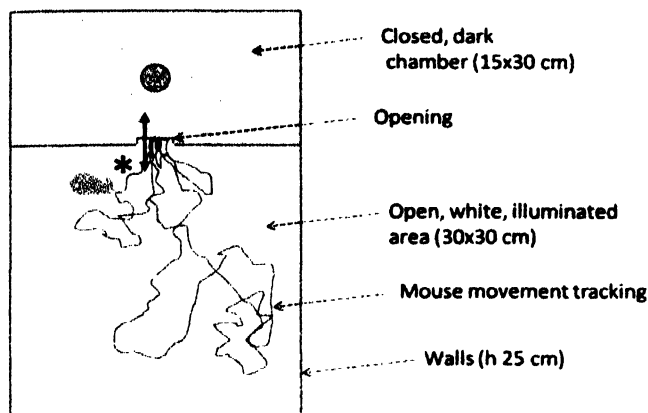 Closed, dark
chamber (15x30 cm)
Opening
*
Open, white, illuminated
area (30x30 cm)
Mouse movement tracking
Walls (h 25 cm)